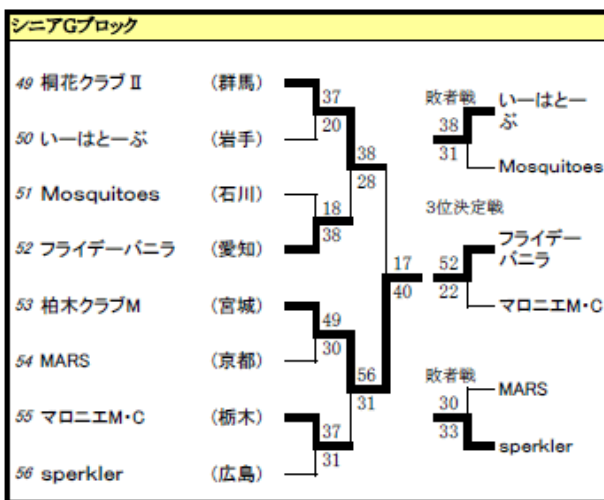 シニアGブロック
49 桐花クラブⅡ (群馬)
50 いーはとーぶ (岩手)
51 Mosquitoes (石川)
52 フライデーバニラ (愛知)
53 柏木クラブM (宮城)
54 MARS (京都)
55 マロニエM・C (栃木)
56 sperkler (広島)
37
20
18
38
49
30
37
31
38
28
56
31
17
40
敗者戦
38
31
いーはとー
ぶ
Mosquitoes
3位決定戦
52
22
フライデー
バニラ
マロニエM・C
敗者戦
30
33
MARS
sperkler